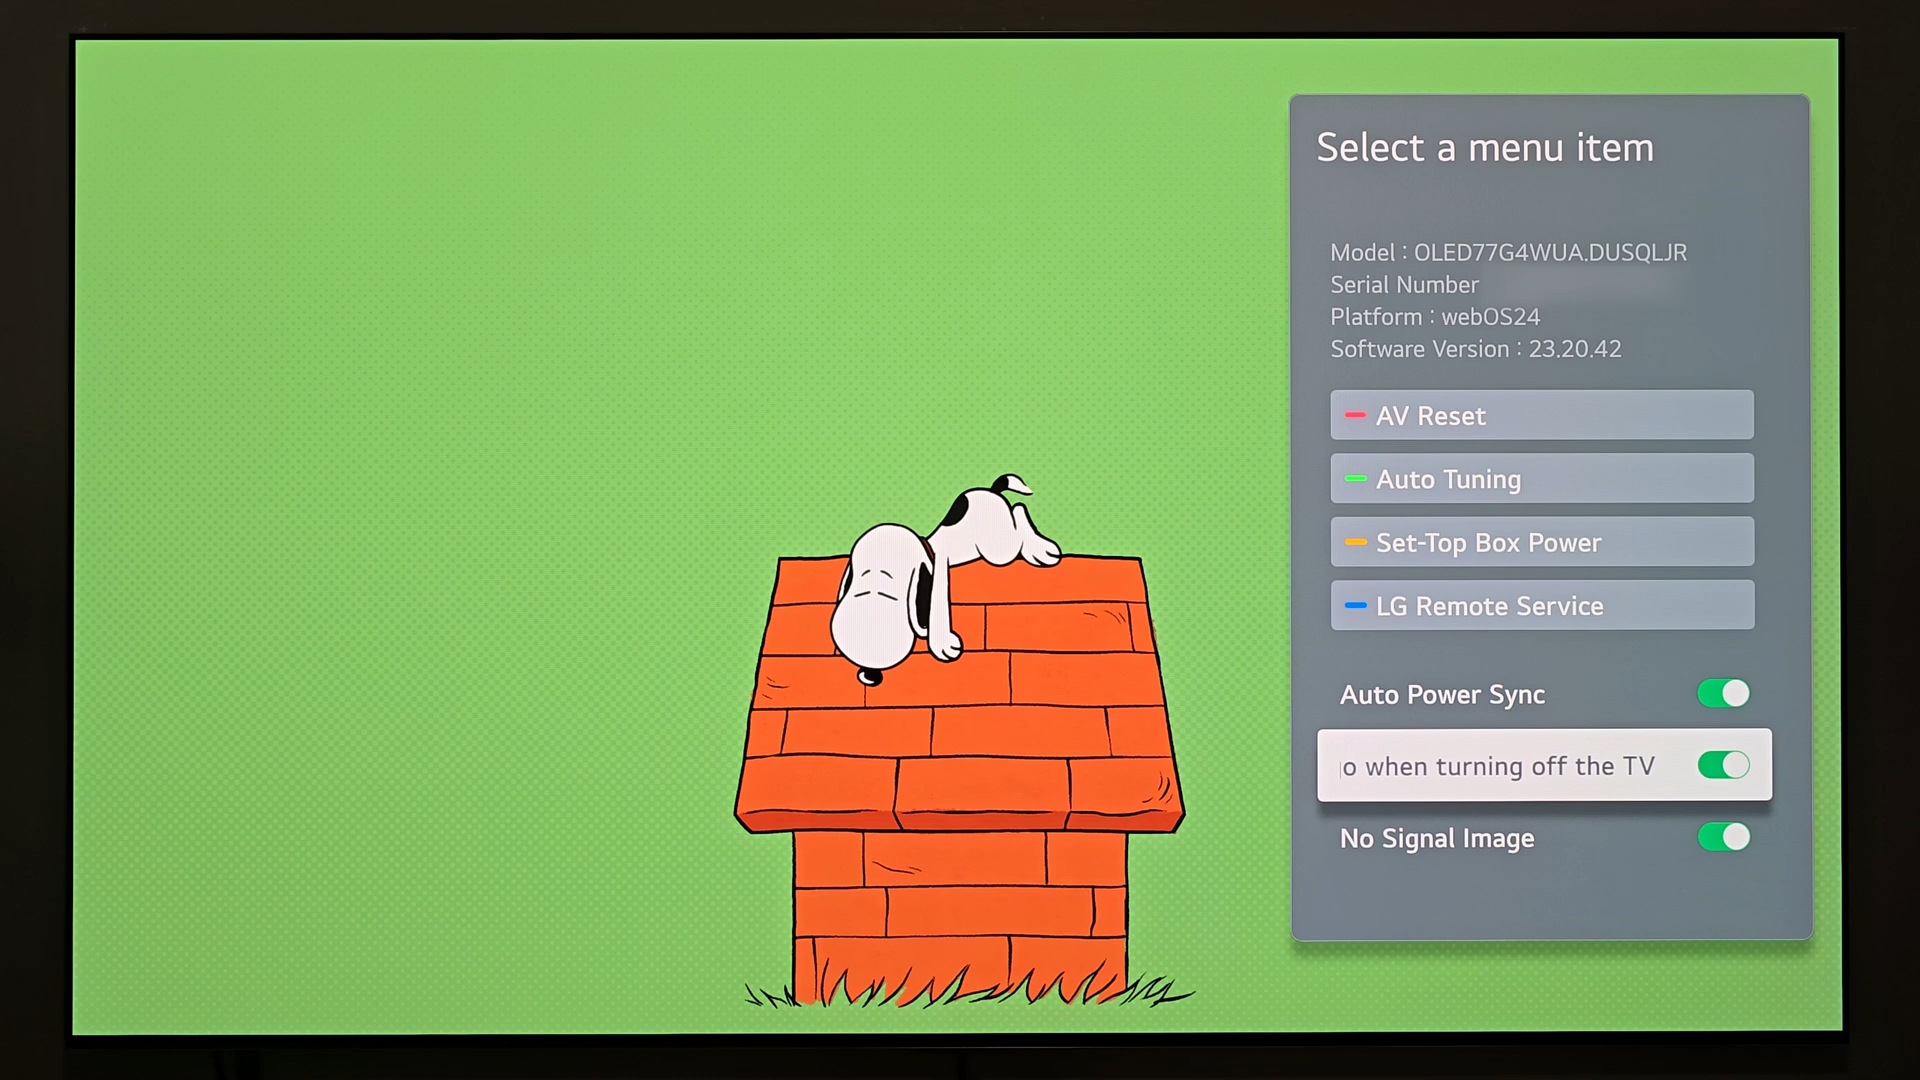 Select a menu item
Model : OLED77G4WUA.DUSQLJR
Serial Number
Platform : webOS24
Software Version : 23.20.42
AV Reset
Auto Tuning
Set-Top Box Power
LG Remote Service
Auto Power Sync
o when turning off the TV
No Signal Image